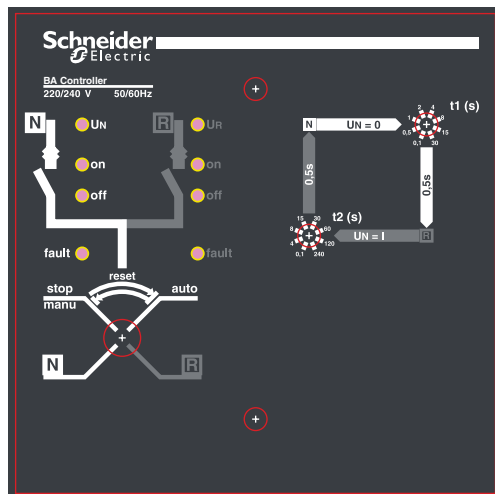 Schneider
Electric
BA Controller
220/240 V 50/60Hz
N UN R UR
on on
off off
fault fault
reset
stop auto
manu
N R
t1 (s)
2 4
1 8
0,5 15
0,1 30
N UN = 0
0,5s 0,5s
t2 (s)
15 30
8 60
4 120
0,1 240
UN = I R